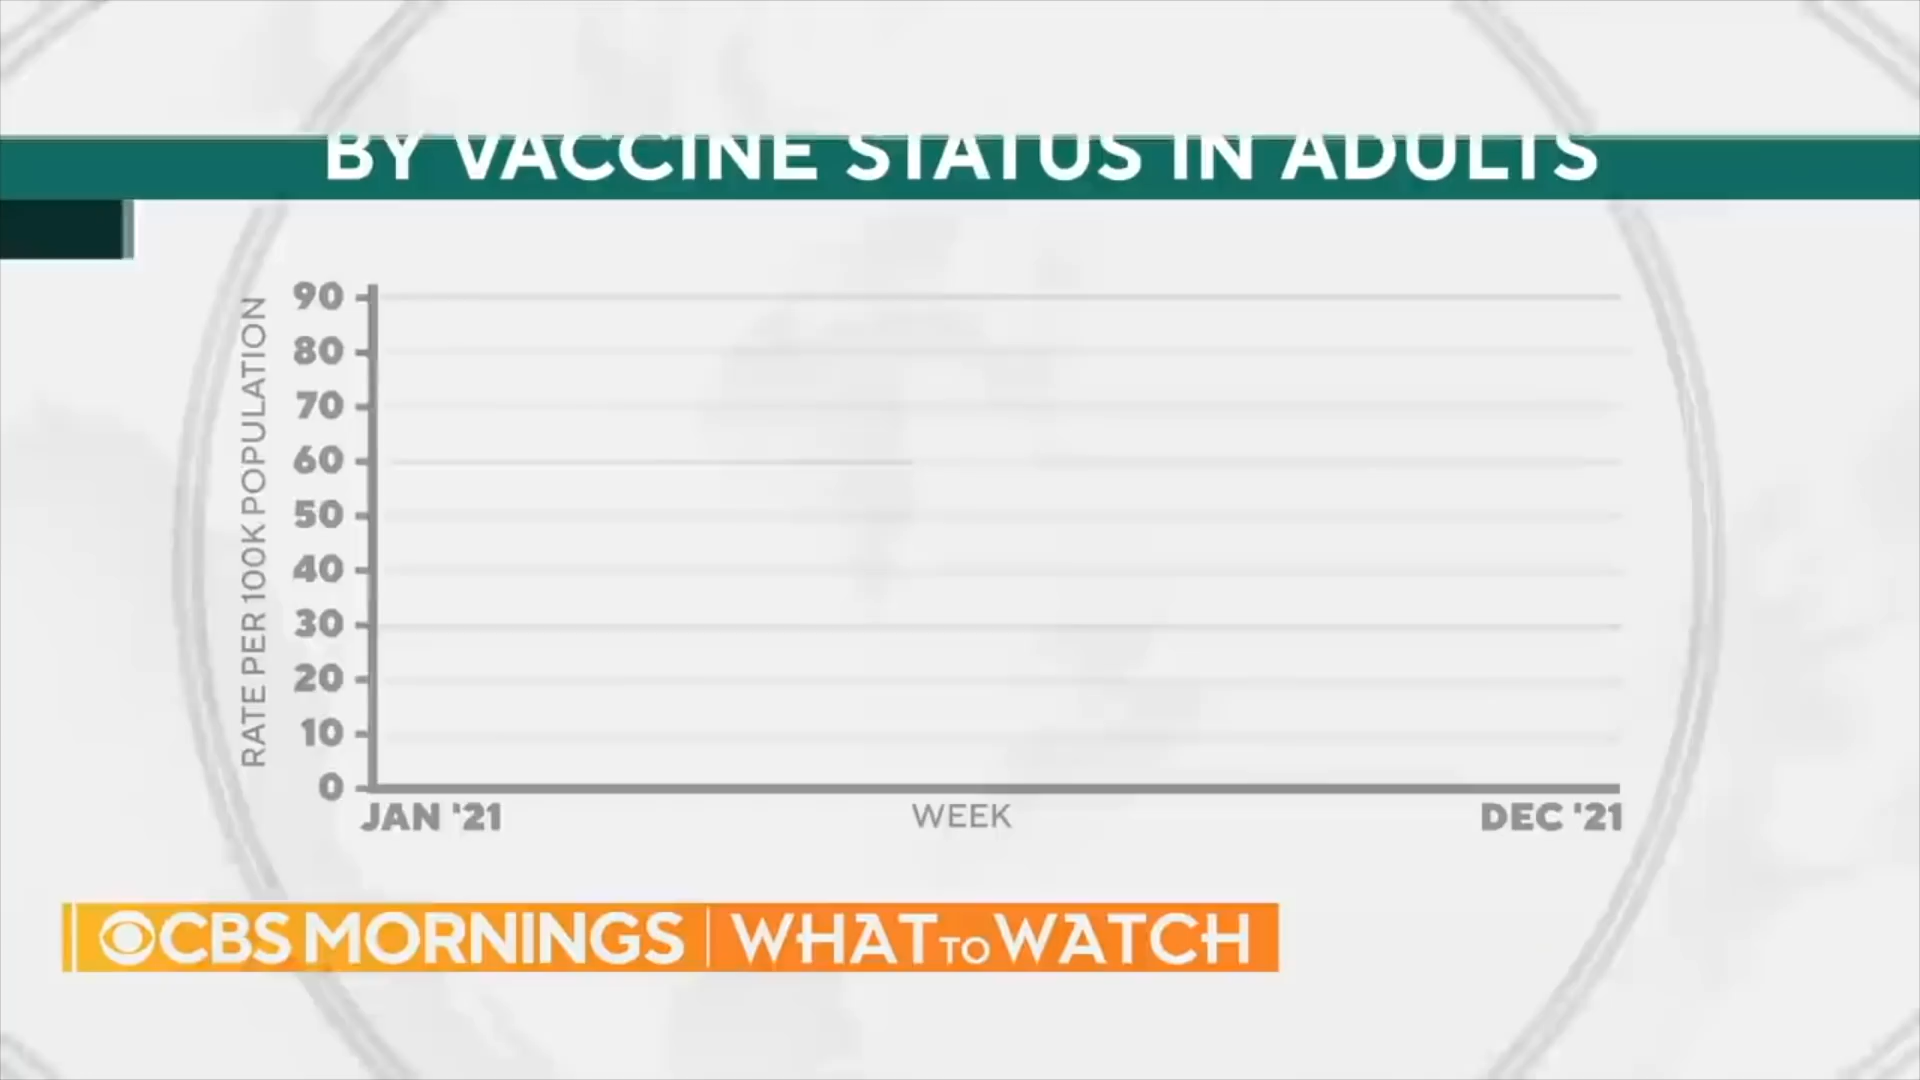 BY VACCINE STATUS IN ADULTS
RATE PER 100K POPULATION
90
80
70
60
50
40
30
20
10
0
JAN '21
WEEK
DEC '21
CBS MORNINGS WHAT TO WATCH